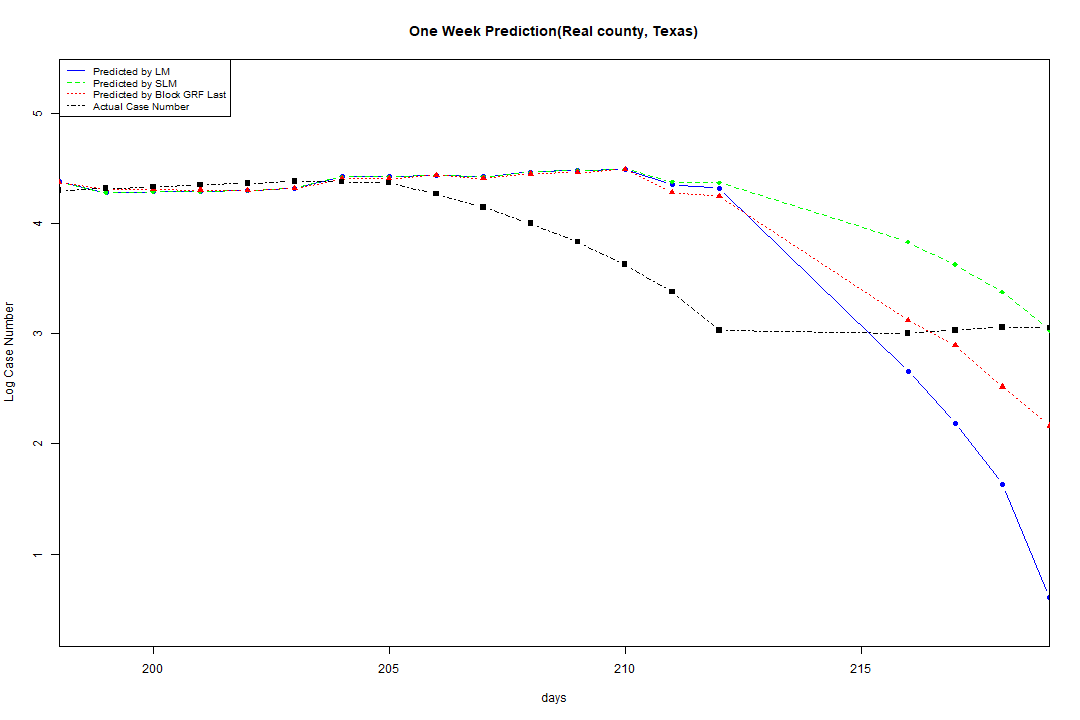 One Week Prediction(Real county, Texas)
Predicted by LM
Predicted by SLM
Predicted by Block GRF Last
Actual Case Number
5
4
3
2
1
Log Case Number
200 205 210 215
days